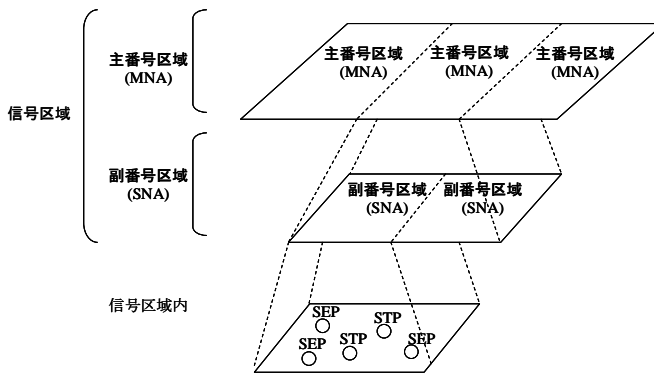 信号区域
主番号区域
(MNA)
主番号区域
(MNA)
主番号区域
(MNA)
主番号区域
(MNA)
副番号区域
(SNA)
副番号区域
(SNA)
副番号区域
(SNA)
信号区域内
SEP
STP
SEP
STP
SEP